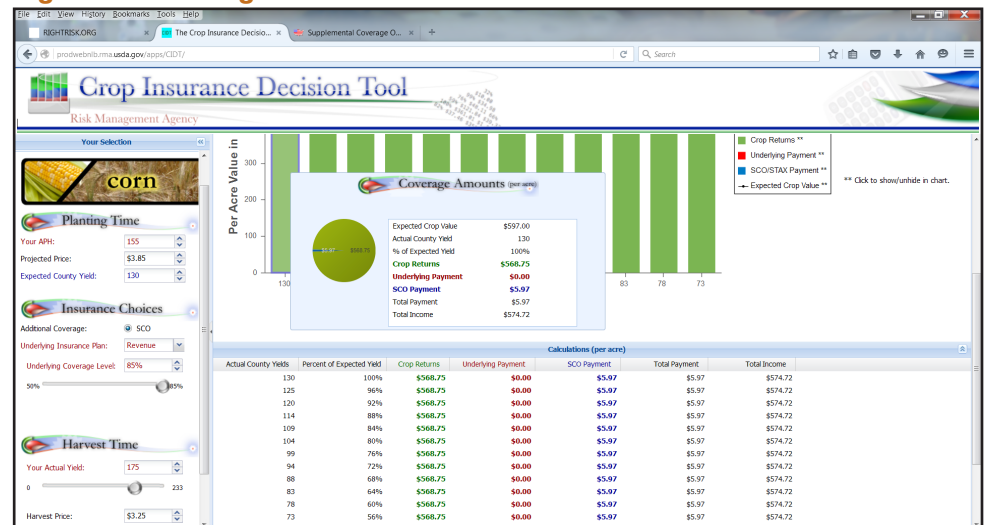 File Edit View History Bookmarks Tools Help
RIGHTRISK.ORG × The Crop Insurance Decisio... × Supplemental Coverage O... × +
prodwebnlb.rma.usda.gov/apps/CIDT/ Search
Crop Insurance Decision Tool
Risk Management Agency
Your Selection
corn
Planting Time
Your APH: 155
Projected Price: $3.85
Expected County Yield: 130
Insurance Choices
Additional Coverage: SCO
Underlying Insurance Plan: Revenue
Underlying Coverage Level: 85%
50% 85%
Harvest Time
Your Actual Yield: 175
0 233
Harvest Price: $3.25
Per Acre Value in
300
200
100
0
130 83 78 73
Crop Returns **
Underlying Payment **
SCO/STAX Payment **
Expected Crop Value **
** Click to show/unhide in chart.
Coverage Amounts (per acre)
$5.97 $568.75
Expected Crop Value $597.00
Actual County Yield 130
% of Expected Yield 100%
Crop Returns $568.75
Underlying Payment $0.00
SCO Payment $5.97
Total Payment $5.97
Total Income $574.72
Calculations (per acre)
Actual County Yields Percent of Expected Yield Crop Returns Underlying Payment SCO Payment Total Payment Total Income
130 100% $568.75 $0.00 $5.97 $5.97 $574.72
125 96% $568.75 $0.00 $5.97 $5.97 $574.72
120 92% $568.75 $0.00 $5.97 $5.97 $574.72
114 88% $568.75 $0.00 $5.97 $5.97 $574.72
109 84% $568.75 $0.00 $5.97 $5.97 $574.72
104 80% $568.75 $0.00 $5.97 $5.97 $574.72
99 76% $568.75 $0.00 $5.97 $5.97 $574.72
94 72% $568.75 $0.00 $5.97 $5.97 $574.72
88 68% $568.75 $0.00 $5.97 $5.97 $574.72
83 64% $568.75 $0.00 $5.97 $5.97 $574.72
78 60% $568.75 $0.00 $5.97 $5.97 $574.72
73 56% $568.75 $0.00 $5.97 $5.97 $574.72